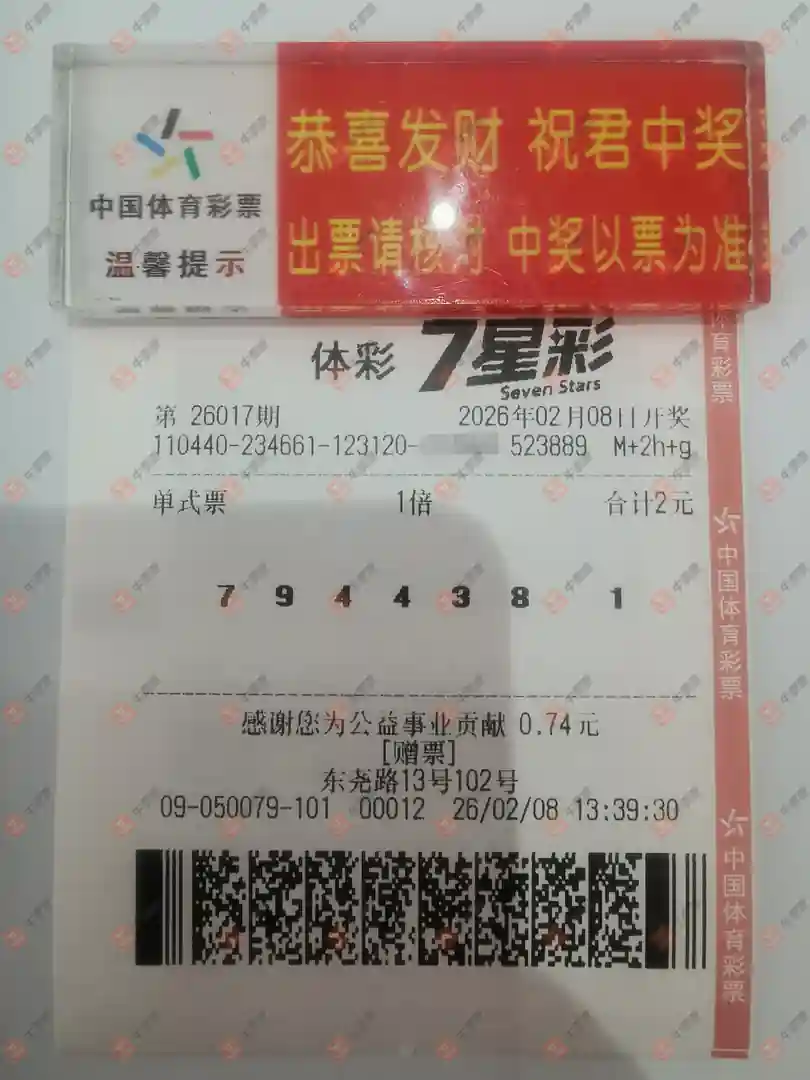 恭喜发财 祝君中奖
中国体育彩票
出票请核对 中奖以票为准
温馨提示
体彩 7星彩
Seven Stars
第 26017期 2026年02月08日开奖
110440-234661-123120- 523889 M+2h+g
单式票 1倍 合计2元
7 9 4 4 3 8 1
感谢您为公益事业贡献 0.74元
[赠票]
东尧路13号102号
09-050079-101 00012 26/02/08 13:39:30
体育彩票
中国体育彩票
中国体育彩票